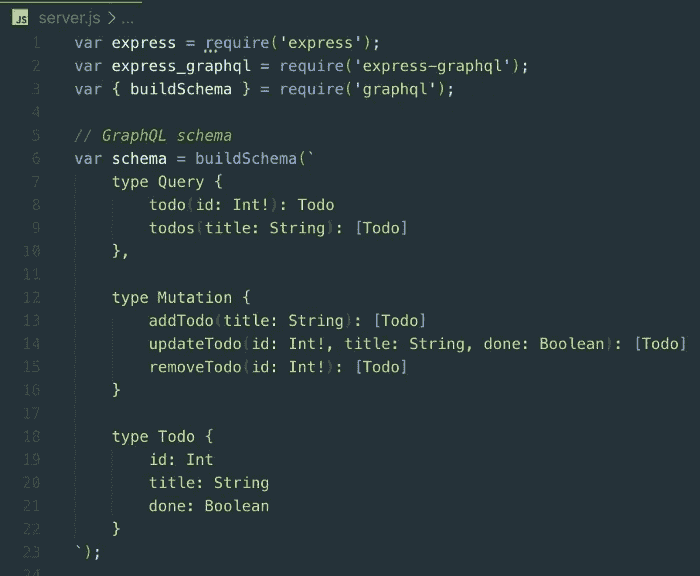 JS server.js > ...
1 var express = require('express');
2 var express_graphql = require('express-graphql');
3 var { buildSchema } = require('graphql');
4
5 // GraphQL schema
6 var schema = buildSchema(`
7 type Query {
8 todo(id: Int!): Todo
9 todos(title: String): [Todo]
10 },
11
12 type Mutation {
13 addTodo(title: String): [Todo]
14 updateTodo(id: Int!, title: String, done: Boolean): [Todo]
15 removeTodo(id: Int!): [Todo]
16 }
17
18 type Todo {
19 id: Int
20 title: String
21 done: Boolean
22 }
23 `);
24